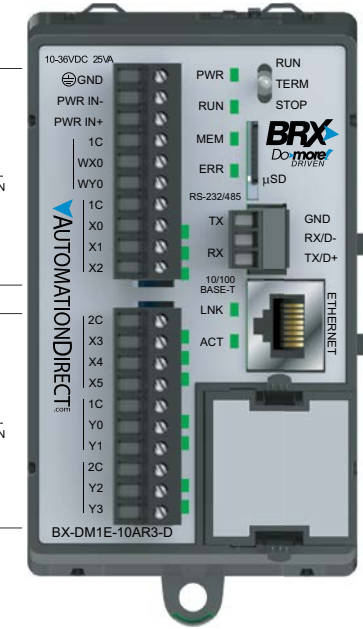 10-36VDC 25VA
GND
PWR IN-
PWR IN+
1C
WX0
WY0
1C
X0
X1
X2
2C
X3
X4
X5
1C
Y0
Y1
2C
Y2
Y3
BX-DM1E-10AR3-D
AUTOMATIONDIRECT
.com
PWR
RUN
MEM
ERR
RUN
TERM
STOP
BRX
Do-more!
DRIVEN
µSD
RS-232/485
TX
RX
GND
RX/D-
TX/D+
10/100
BASE-T
LNK
ACT
ETHERNET
N
N